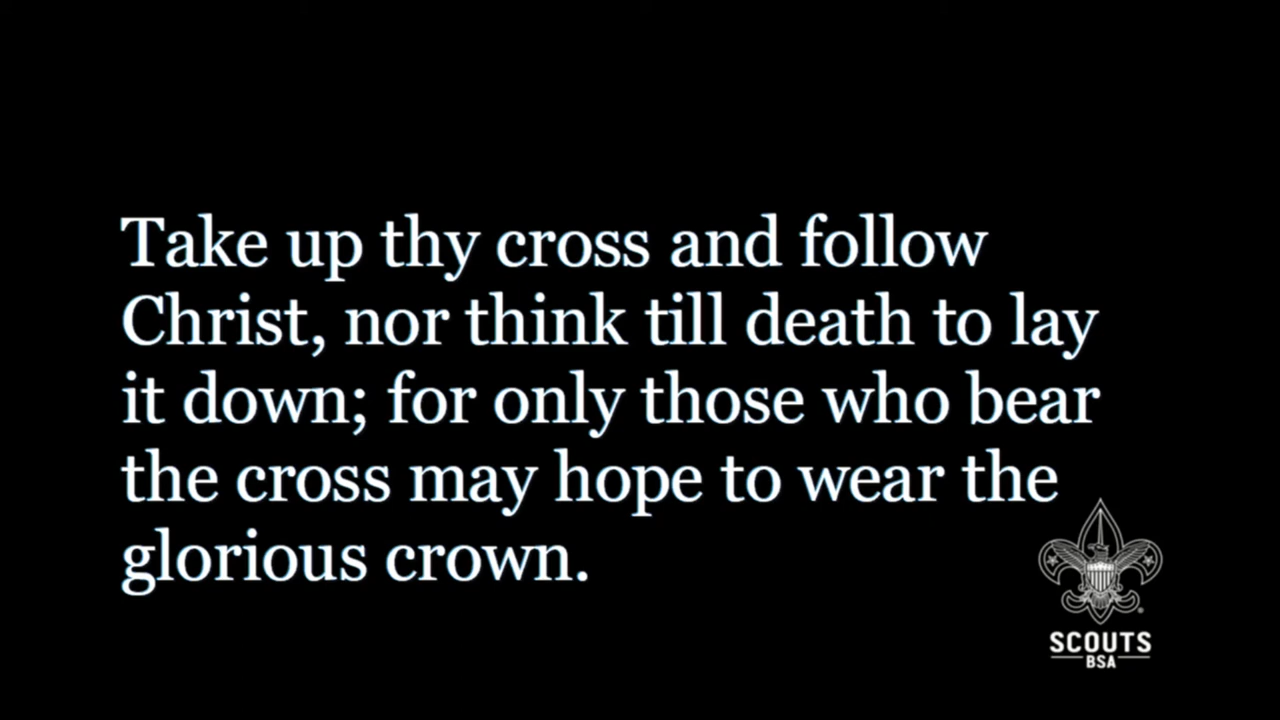 Take up thy cross and follow
Christ, nor think till death to lay
it down; for only those who bear
the cross may hope to wear the
glorious crown.
SCOUTS
BSA